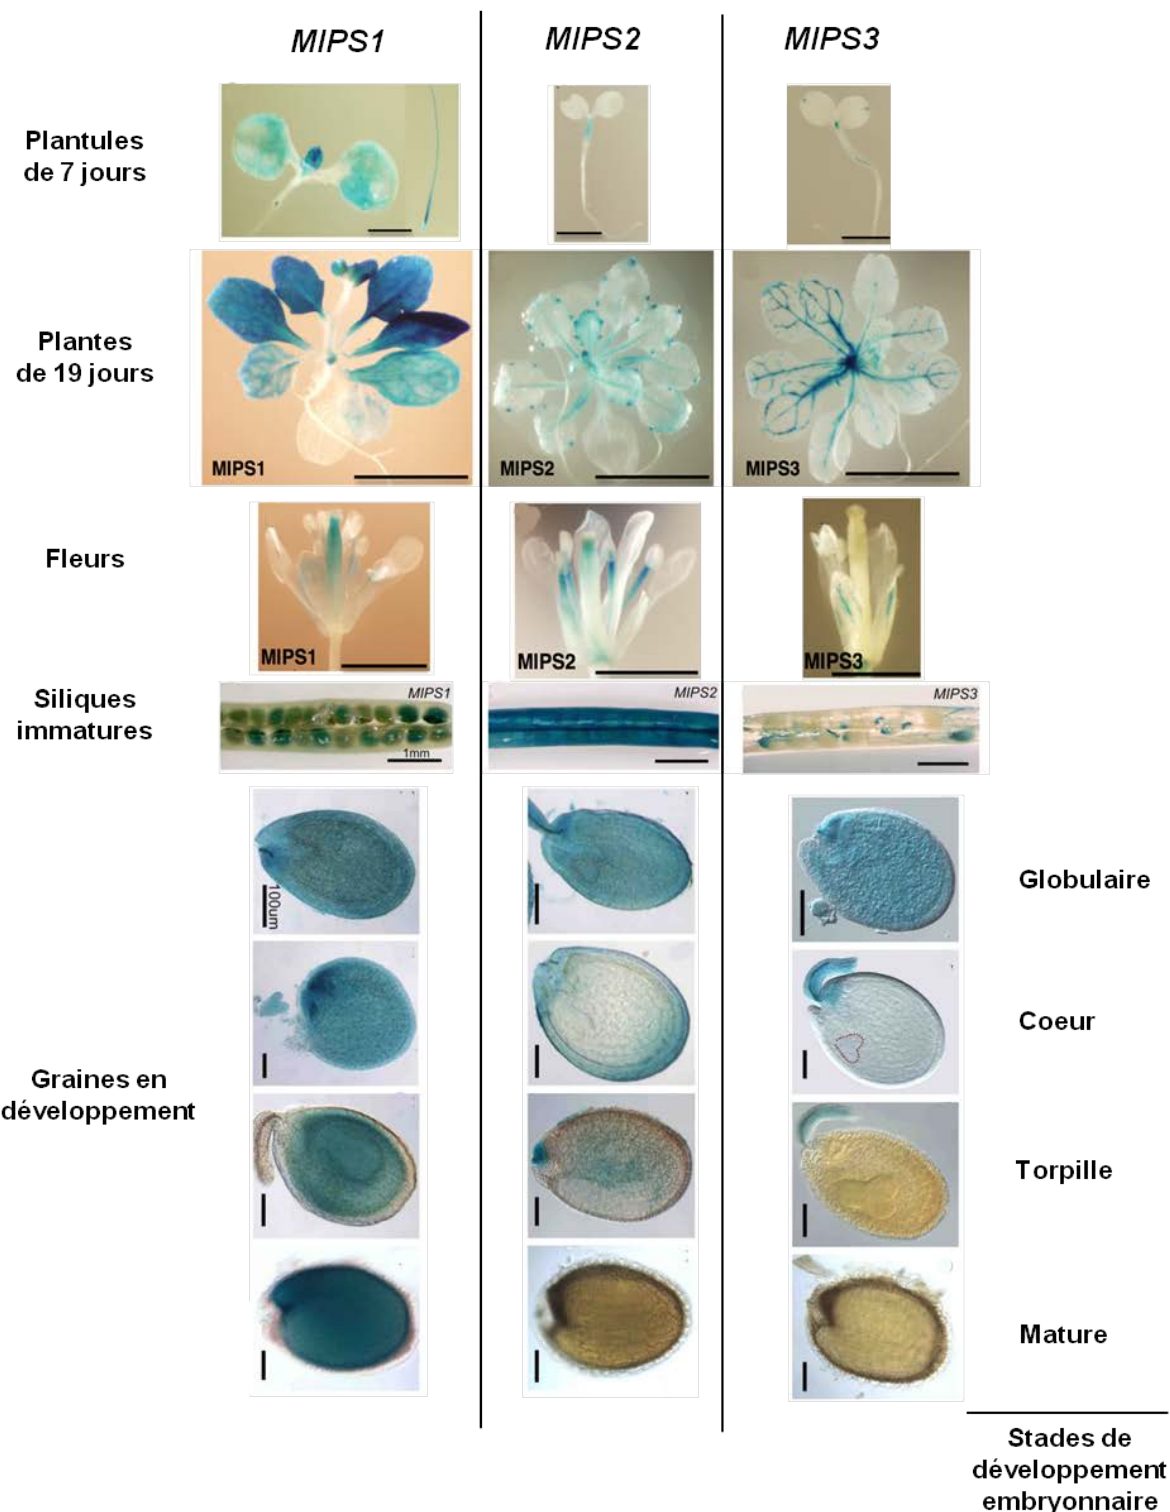 MIPS1 MIPS2 MIPS3
Plantules
de 7 jours
Plantes
de 19 jours
MIPS1 MIPS2 MIPS3
Fleurs
MIPS1 MIPS2 MIPS3
Siliques
immatures
MIPS1 MIPS2 MIPS3
1mm
100um
Globulaire
Coeur
Graines en
développement
Torpille
Mature
Stades de
développement
embryonnaire